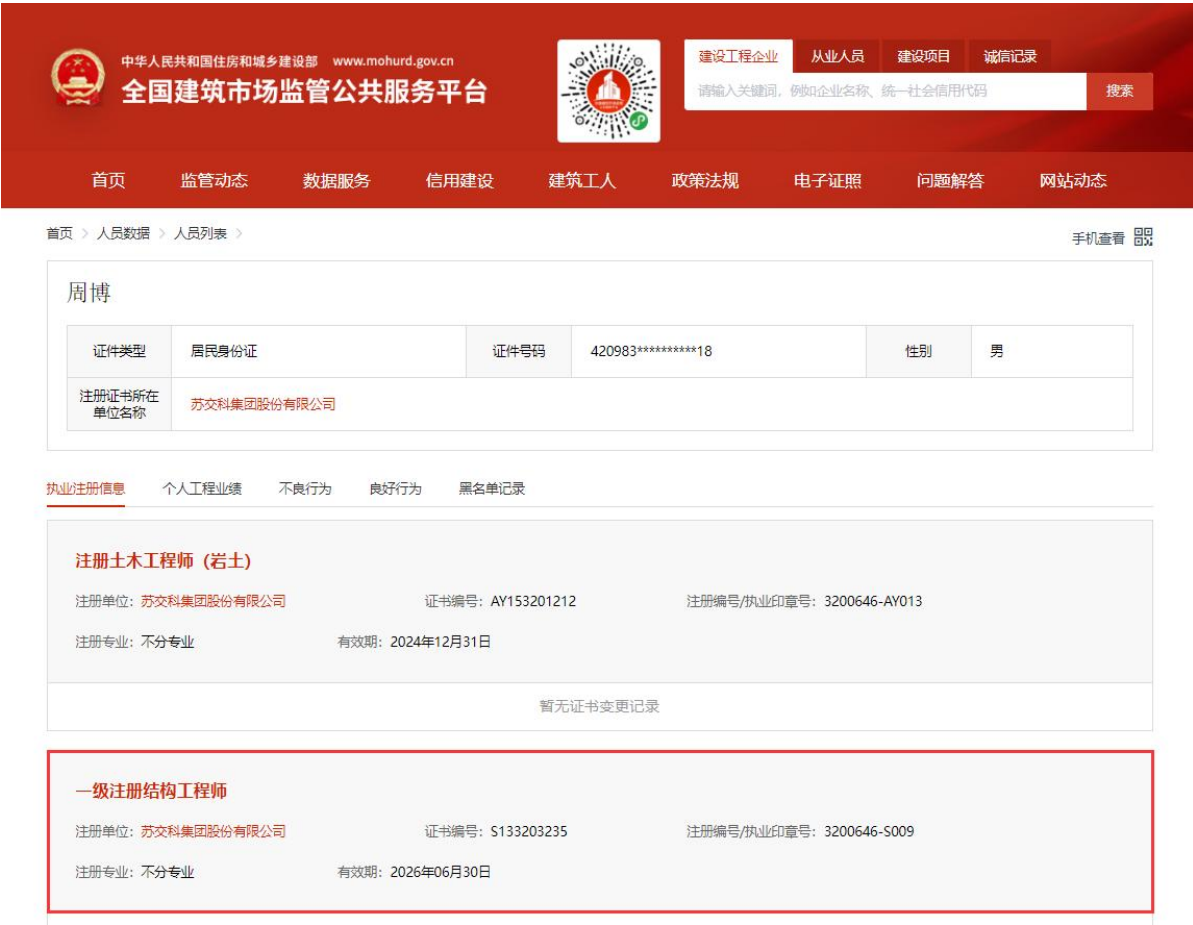 中华人民共和国住房和城乡建设部 www.mohurd.gov.cn
全国建筑市场监管公共服务平台
建设工程企业 从业人员 建设项目 诚信记录
请输入关键词，例如企业名称、统一社会信用代码 搜索
首页 监管动态 数据服务 信用建设 建筑工人 政策法规 电子证照 问题解答 网站动态
首页 > 人员数据 > 人员列表 >
手机查看
周博
证件类型 居民身份证 证件号码 420983**********18 性别 男
注册证书所在
单位名称
苏交科集团股份有限公司
执业注册信息 个人工程业绩 不良行为 良好行为 黑名单记录
注册土木工程师（岩土）
注册单位：苏交科集团股份有限公司 证书编号：AY153201212 注册编号/执业印章号：3200646-AY013
注册专业：不分专业 有效期：2024年12月31日
暂无证书变更记录
一级注册结构工程师
注册单位：苏交科集团股份有限公司 证书编号：S133203235 注册编号/执业印章号：3200646-S009
注册专业：不分专业 有效期：2026年06月30日